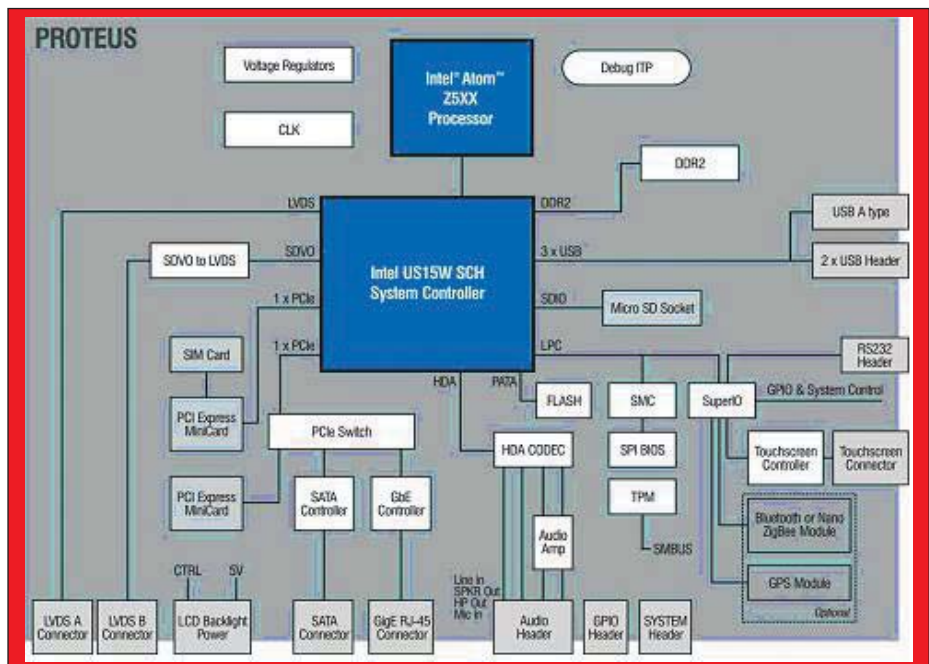 PROTEUS
Voltage Regulators
CLK
Intel® Atom™
Z5XX
Processor
Debug ITP
DDR2
LVDS
DDR2
USB A type
SDVO to LVDS
SDVO
Intel US15W SCH
System Controller
3 x USB
2 x USB Header
1 x PCIe
SDIO
Micro SD Socket
SIM Card
1 x PCIe
LPC
RS232
Header
HDA
PATA
FLASH
SMC
SuperIO
GPIO & System Control
PCI Express
MiniCard
PCIe Switch
HDA CODEC
SPI BIOS
Touchscreen
Controller
Touchscreen
Connector
PCI Express
MiniCard
SATA
Controller
GbE
Controller
TPM
Audio
Amp
SMBUS
Bluetooth or Nano
ZigBee Module
GPS Module
Optional
CTRL
5V
Line in
SPKR Out
HP Out
Mic in
LVDS A
Connector
LVDS B
Connector
LCD Backlight
Power
SATA
Connector
GigE RJ-45
Connector
Audio
Header
GPIO
Header
SYSTEM
Header